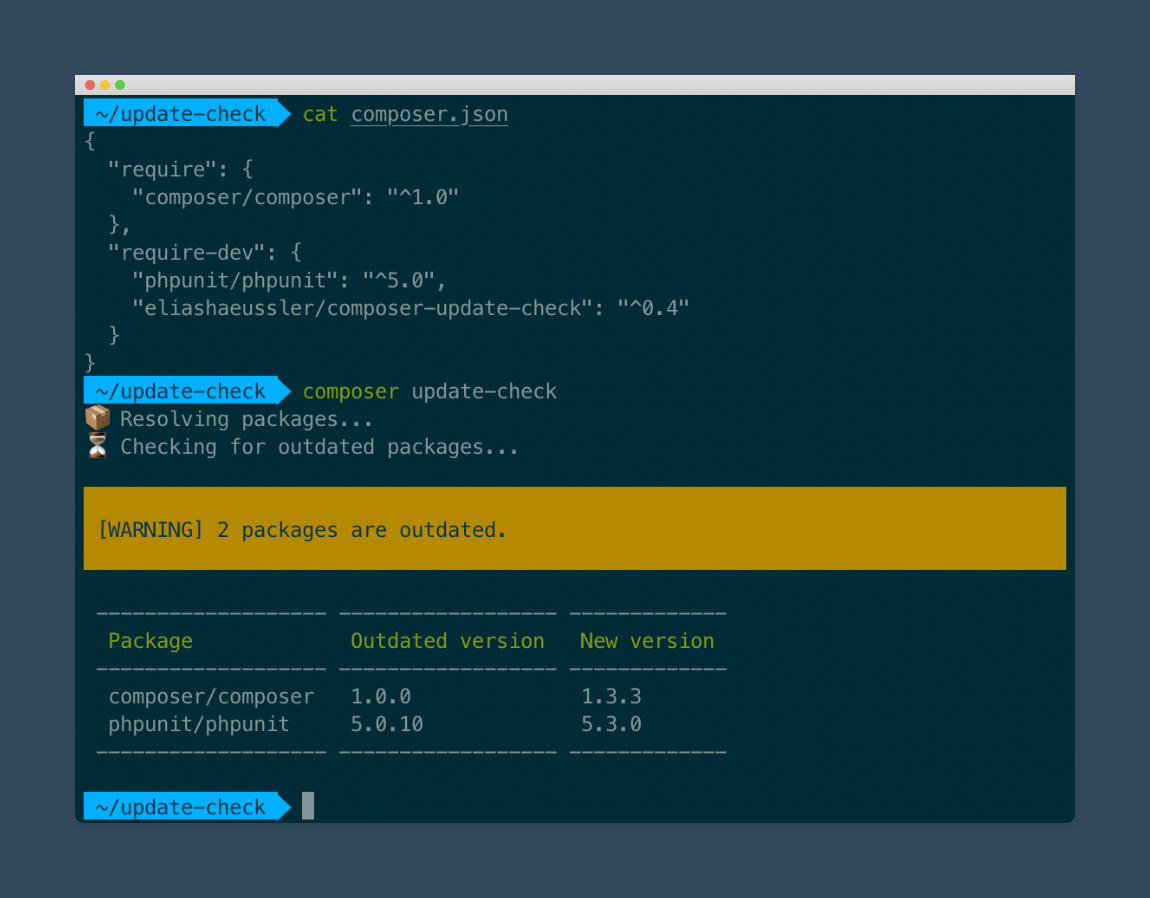 ~/update-check cat composer.json
{
  "require": {
    "composer/composer": "^1.0"
  },
  "require-dev": {
    "phpunit/phpunit": "^5.0",
    "eliashaeussler/composer-update-check": "^0.4"
  }
}
~/update-check composer update-check
📦 Resolving packages...
⏳ Checking for outdated packages...
[WARNING] 2 packages are outdated.
------------------- ------------------ -------------
Package Outdated version New version
------------------- ------------------ -------------
composer/composer 1.0.0 1.3.3
phpunit/phpunit 5.0.10 5.3.0
------------------- ------------------ -------------
~/update-check